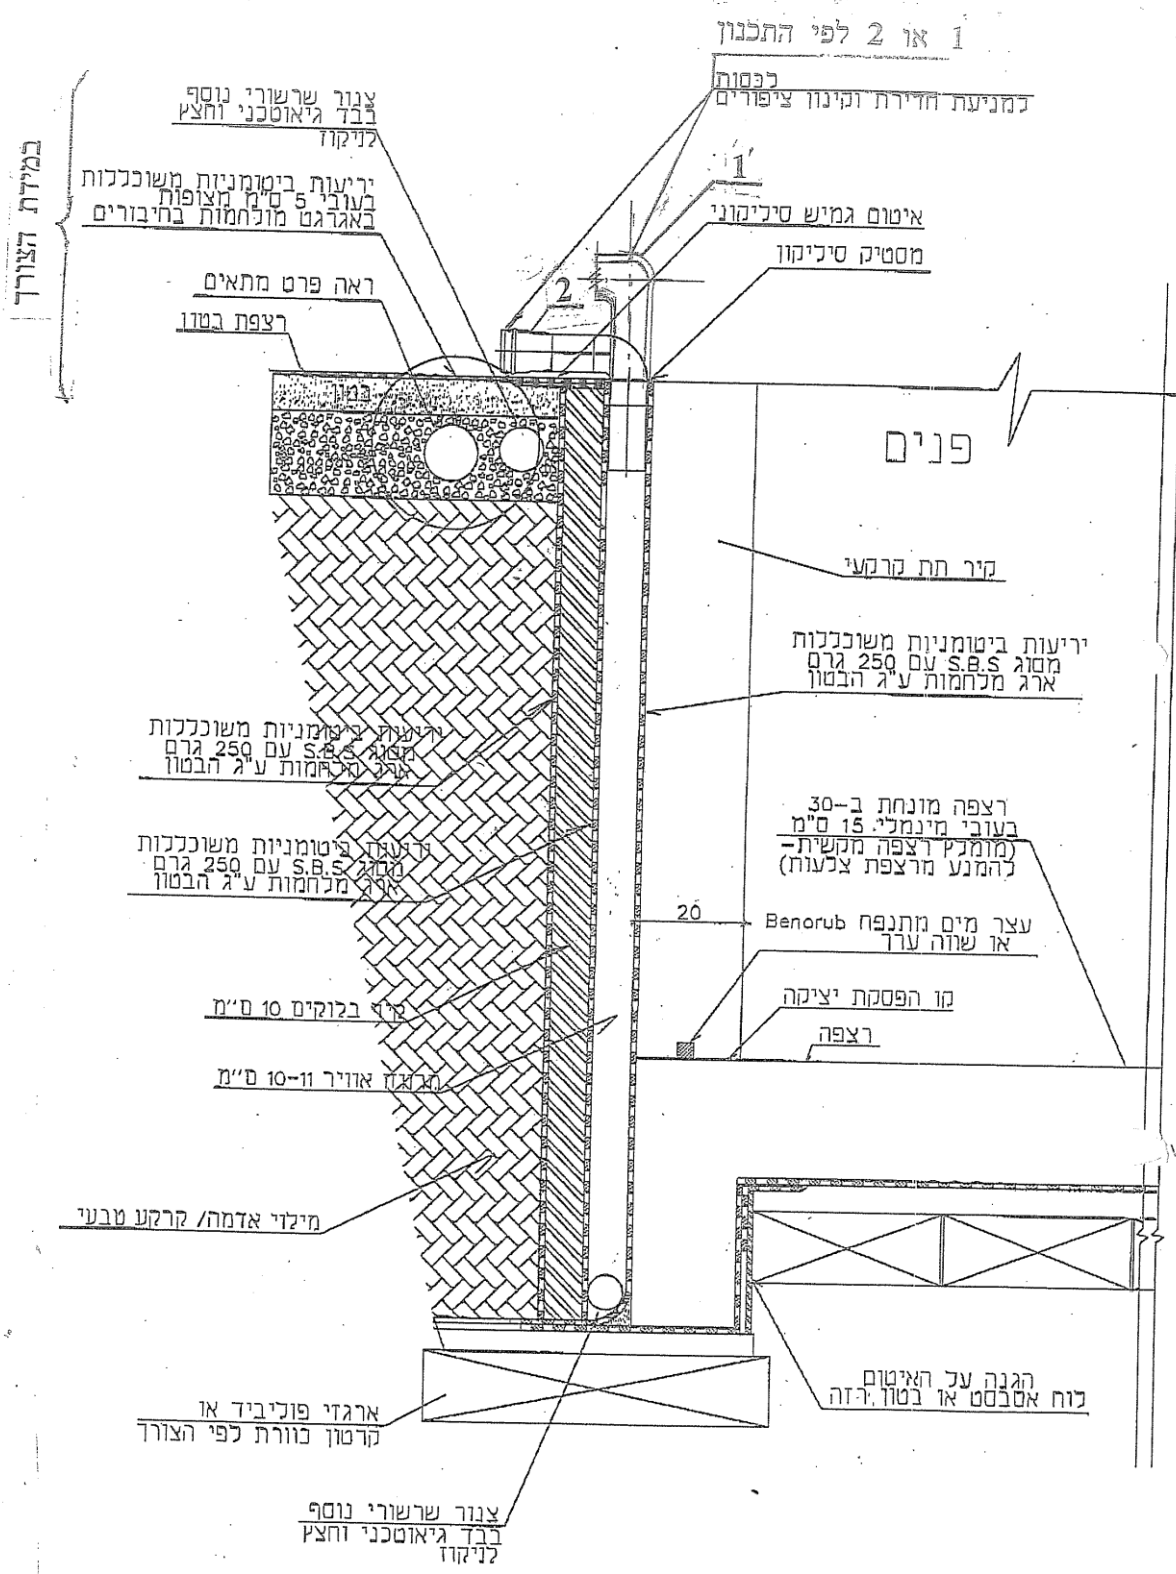 1 או 2 לפי התכנון
לכסות
למניעת חדירת וקינון ציפורים
צנור שרשורי נוסף
בבד גיאוטכני וחצץ
לניקוז
במידת הצורך
יריעות ביטומניות משוכללות
בעובי 5 ס"מ מצופות
באגרגט מולחמות בחיבורים
1
איטום גמיש סיליקוני
מסטיק סיליקון
ראה פרט מתאים
2
רצפת בטון
בטון
פנים
קיר תת קרקעי
יריעות ביטומניות משוכללות
מסוג S.B.S עם 250 גרם
ארג מלחמות ע"ג הבטון
יריעות ביטומניות משוכללות
מסוג S.B.S עם 250 גרם
ארג מלחמות ע"ג הבטון
רצפה מונחת ב-30
בעובי מינמלי 15 ס"מ
(מומלץ רצפה מקשית-
להמנע מרצפת צלעות)
יריעות ביטומניות משוכללות
מסוג S.B.S עם 250 גרם
ארג מלחמות ע"ג הבטון
20
עצר מים מתנפח Benorub
או שווה ערך
קיר בלוקים 10 ס''מ
קו הפסקת יציקה
רצפה
מרווח אוויר 10-11 ס''מ
מילוי אדמה/ קרקע טבעי
הגנה על האיטום
לוח אסבסט או בטון רזה
ארגזי פוליביד או
קרטון כוורת לפי הצורך
צנור שרשורי נוסף
בבד גיאוטכני וחצץ
לניקוז